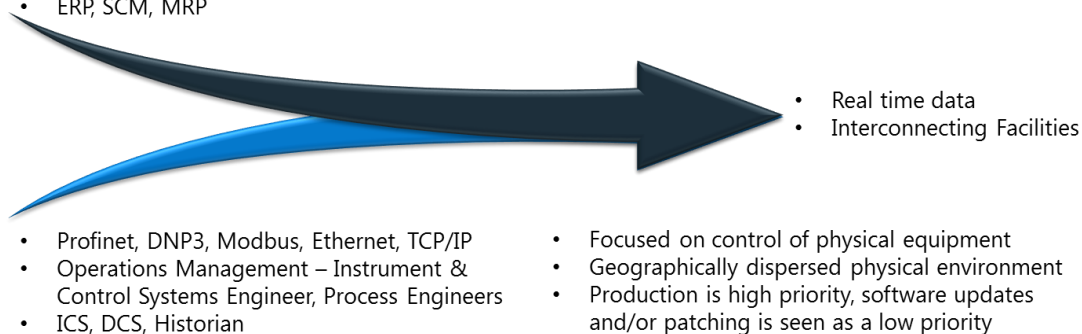 • ERP, SCM, MRP
• Real time data
• Interconnecting Facilities
• Profinet, DNP3, Modbus, Ethernet, TCP/IP
• Operations Management – Instrument &
Control Systems Engineer, Process Engineers
• ICS, DCS, Historian
• Focused on control of physical equipment
• Geographically dispersed physical environment
• Production is high priority, software updates
and/or patching is seen as a low priority